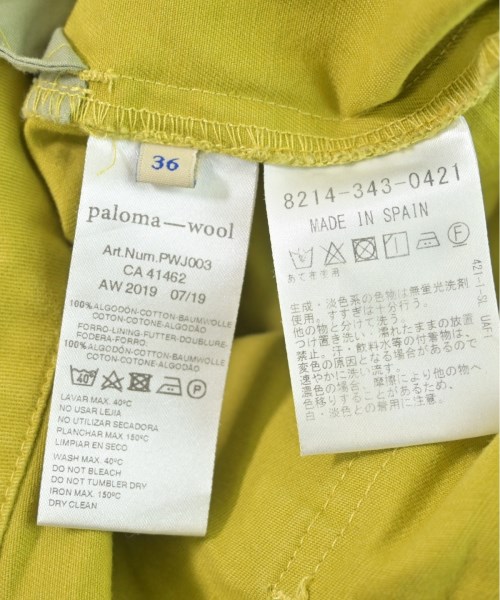 36
paloma—wool
Art.Num.PWJ003
CA 41462
AW 2019 07/19
100%ALGODÓN-COTTON-BAUMWOLLE
COTON-COTONE-ALGODÃO
FORRO-LINING-FUTTER-DOUBLURE-
FODERA-FORRO:
100%ALGODÓN-COTTON-BAUMWOLLE
COTON-COTONE-ALGODÃO
40°
P
LAVAR MAX. 40ºC
NO USAR LEJIA
NO UTILIZAR SECADORA
PLANCHAR MAX 150ºC
LIMPIAR EN SECO
WASH MAX. 40ºC
DO NOT BLEACH
DO NOT TUMBLER DRY
IRON MAX. 150ºC
DRY CLEAN
8214-343-0421
MADE IN SPAIN
F
あて布使用
生成・淡色系の色物は無蛍光洗剤
使用。すすぎは十分行う。
他の物と分けて洗う。
つけ置き洗い・濡れたままの放置
禁止。汗・飲料水等の付着物は、
変色の原因となる場合があるので
速やかに洗い流す。
濃色の場合、摩擦により他の物へ
色移りすることがあるため、
白・淡色との着用に注意。